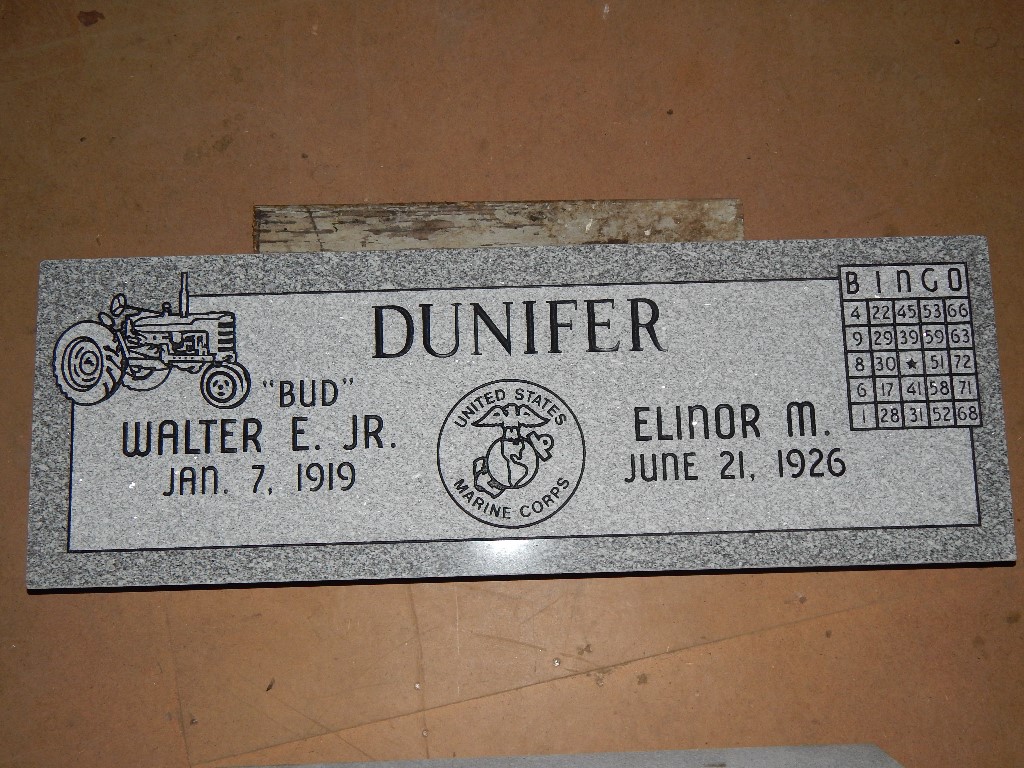 DUNIFER
"BUD"
WALTER E. JR.
JAN. 7, 1919
UNITED STATES
MARINE CORPS
ELINOR M.
JUNE 21, 1926
B I N G O
4 22 45 53 66
9 29 39 59 63
8 30 ★ 51 72
6 17 41 58 71
1 28 31 52 68